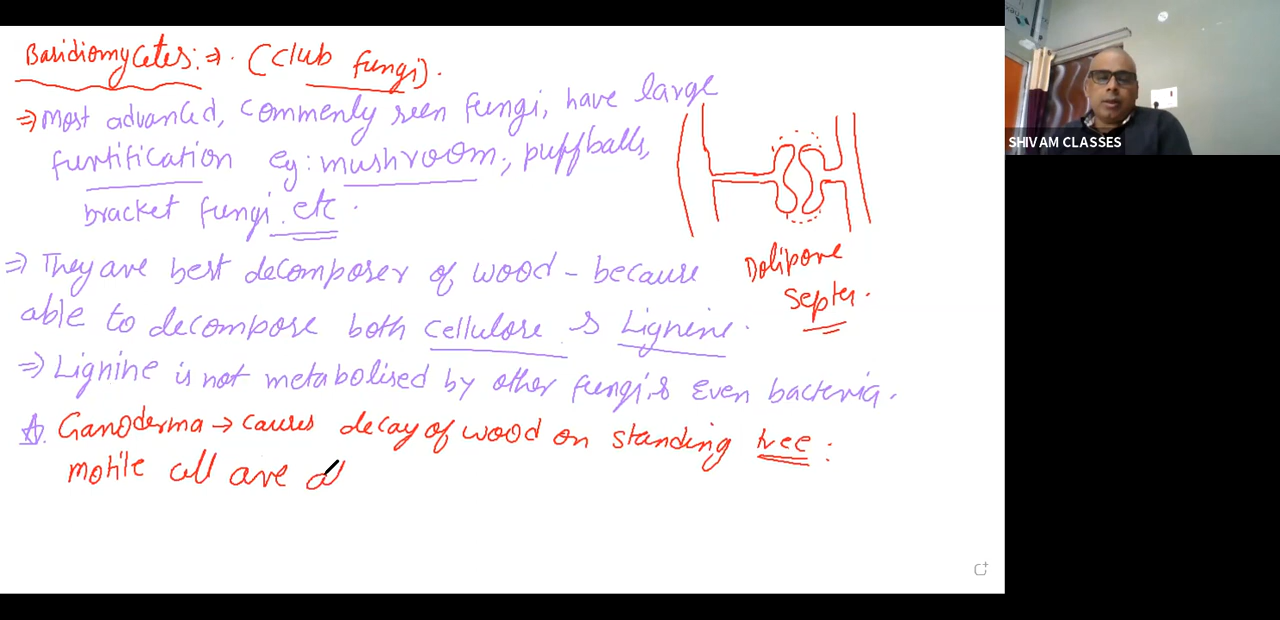 Basidiomycetes:⇒. (Club fungi).
⇒ Most advanced, commenly seen fungi, have large
furtification eg: mushroom, puffballs,
bracket fungi. etc.
⇒ They are best decomposer of wood – because
able to decompose both cellulose & Lignine.
⇒ Lignine is not metabolised by other fungi & even bacteria.
Ganoderma → causes decay of wood on standing tree:
motile cell are
Dolipore
Septa.
SHIVAM CLASSES